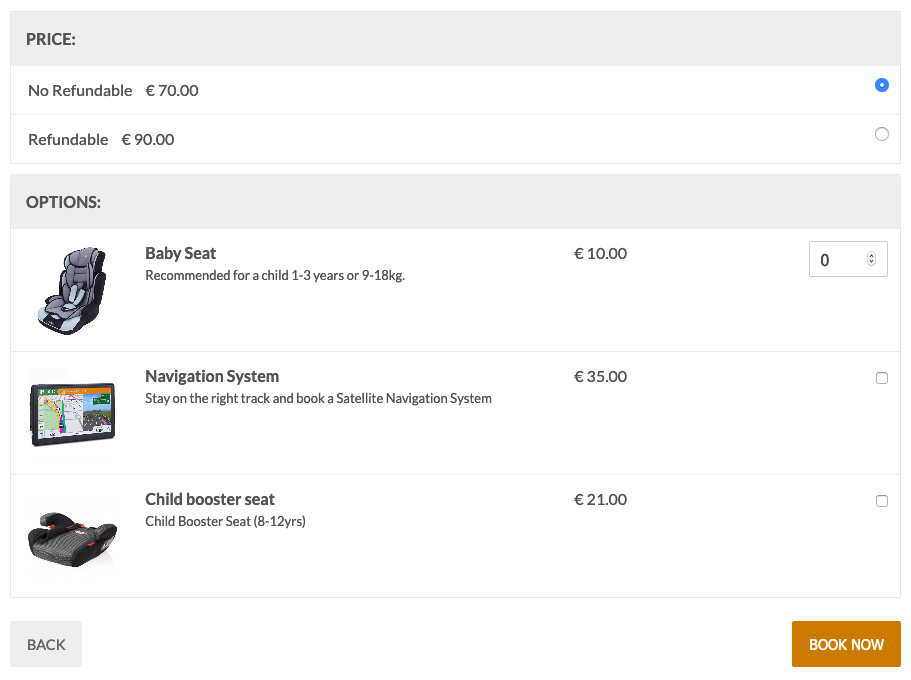 PRICE:
No Refundable € 70.00
Refundable € 90.00
OPTIONS:
Baby Seat € 10.00
0
Recommended for a child 1-3 years or 9-18kg.
Navigation System € 35.00
Stay on the right track and book a Satellite Navigation System
Child booster seat € 21.00
Child Booster Seat (8-12yrs)
BACK BOOK NOW